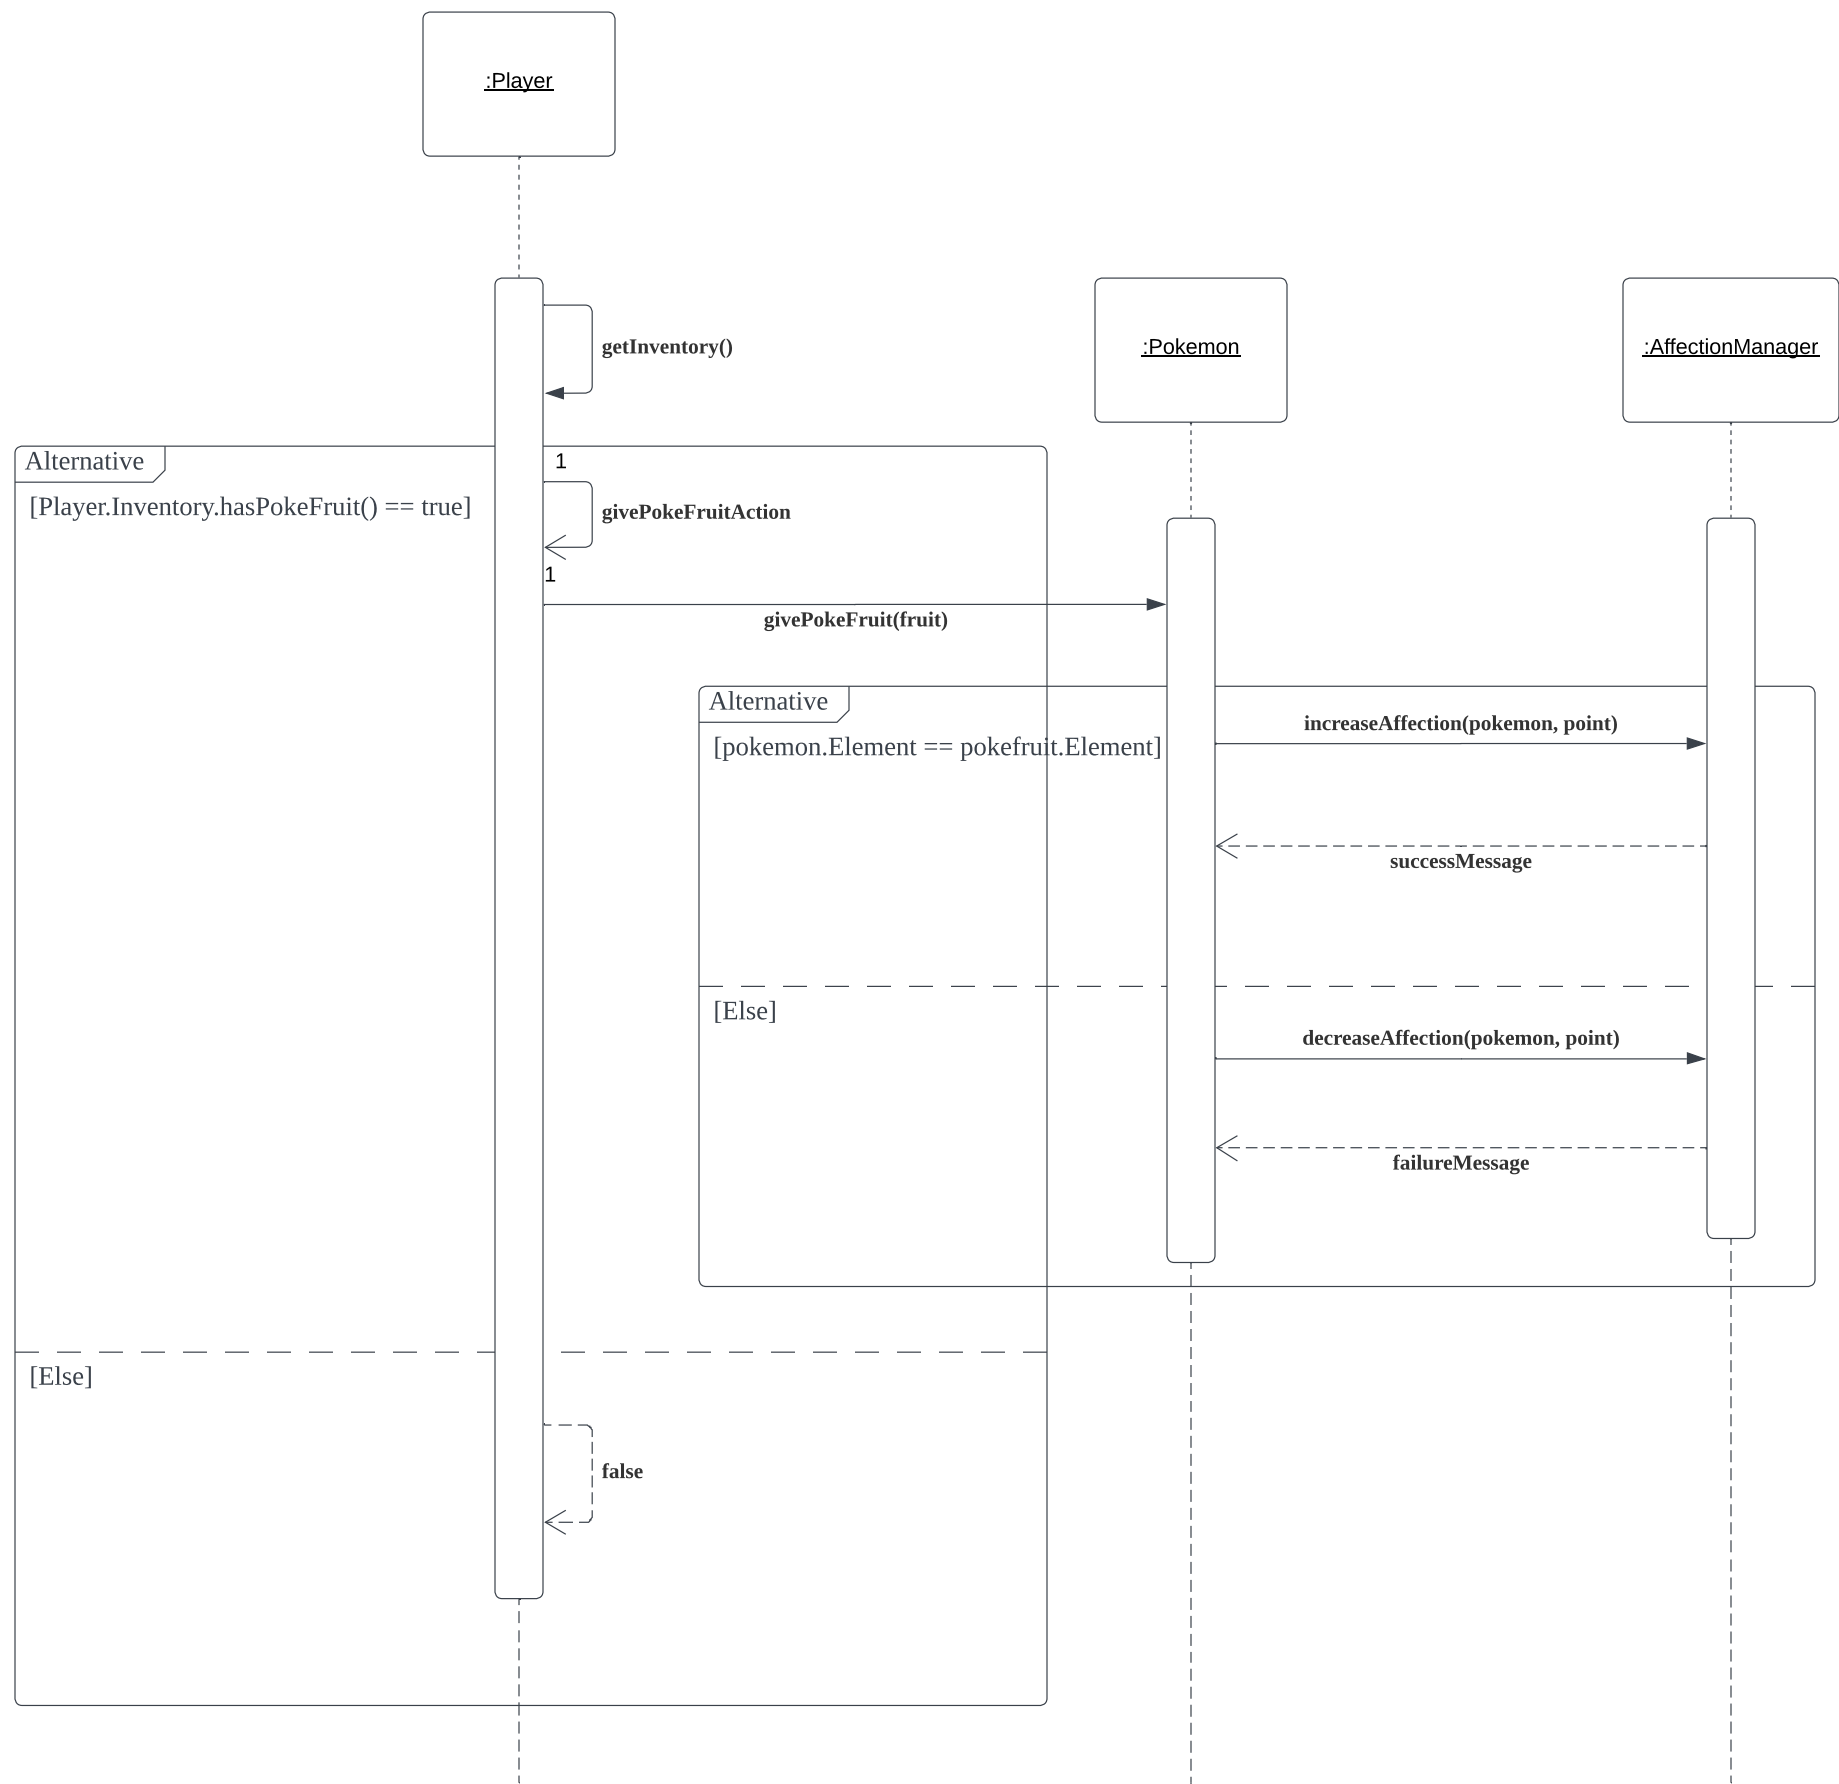 :Player
getInventory()
:Pokemon
:AffectionManager
Alternative
1
[Player.Inventory.hasPokeFruit() == true]
givePokeFruitAction
1
givePokeFruit(fruit)
Alternative
increaseAffection(pokemon, point)
[pokemon.Element == pokefruit.Element]
successMessage
[Else]
decreaseAffection(pokemon, point)
failureMessage
[Else]
false